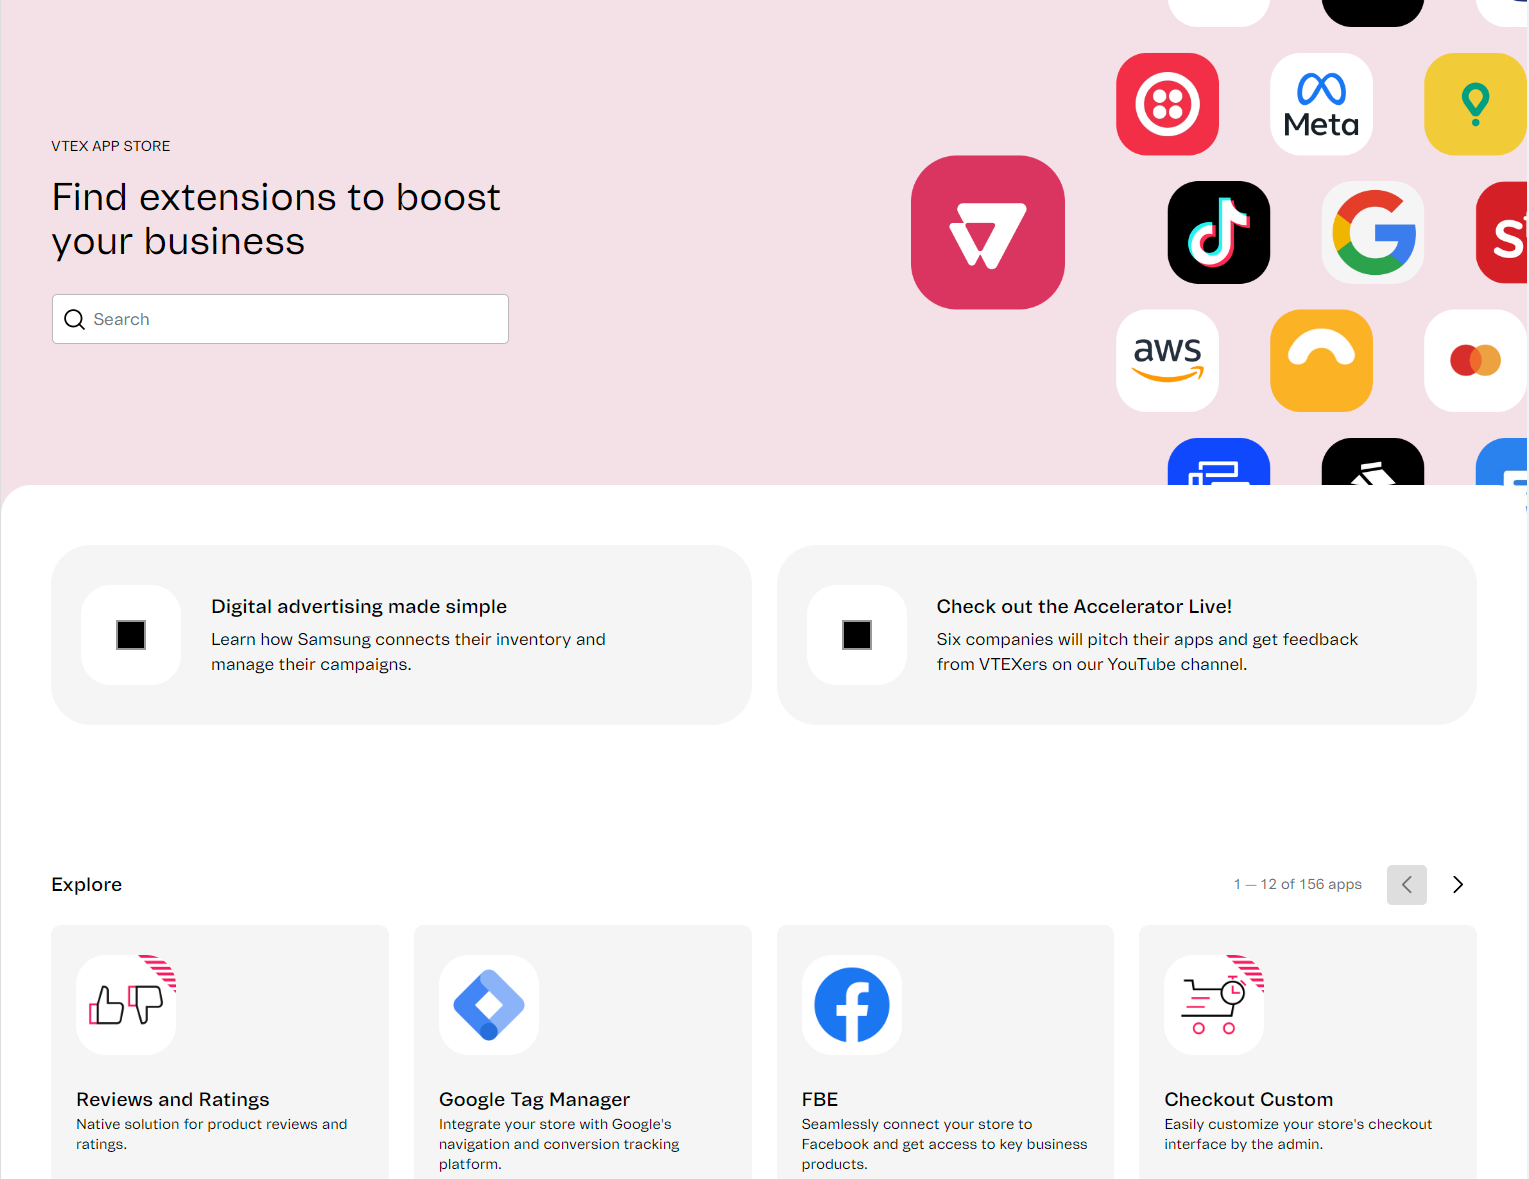 VTEX APP STORE
Find extensions to boost
your business
Search
Meta
aws
Digital advertising made simple
Learn how Samsung connects their inventory and
manage their campaigns.
Check out the Accelerator Live!
Six companies will pitch their apps and get feedback
from VTEXers on our YouTube channel.
Explore
1 — 12 of 156 apps
Reviews and Ratings
Native solution for product reviews and
ratings.
Google Tag Manager
Integrate your store with Google's
navigation and conversion tracking
platform.
FBE
Seamlessly connect your store to
Facebook and get access to key business
products.
Checkout Custom
Easily customize your store's checkout
interface by the admin.